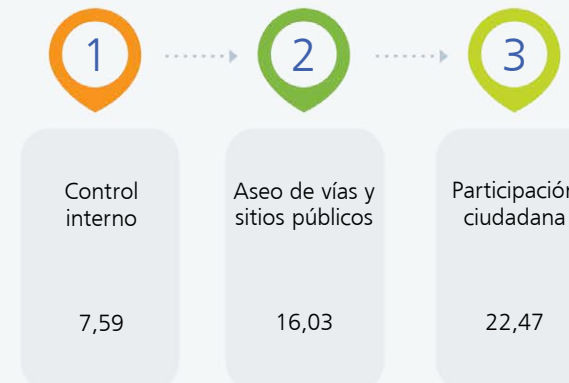 1
2
3
Control
interno
Aseo de vías y
sitios públicos
Participación
ciudadana
7,59
16,03
22,47